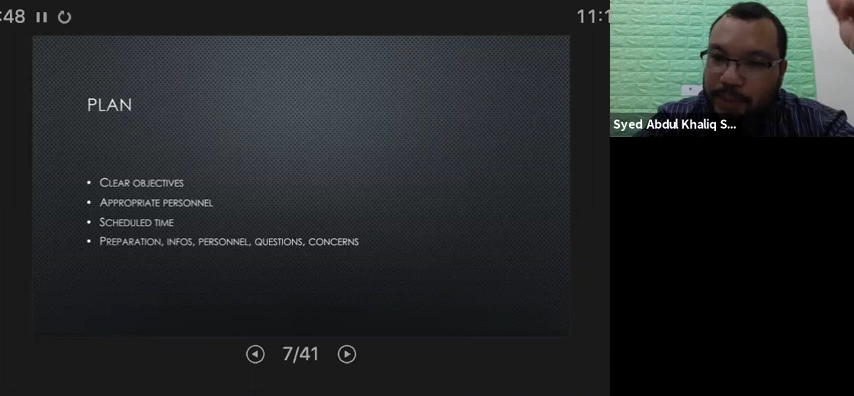 :48
11:1
PLAN
• CLEAR OBJECTIVES
• APPROPRIATE PERSONNEL
• SCHEDULED TIME
• PREPARATION, INFOS, PERSONNEL, QUESTIONS, CONCERNS
7/41
Syed Abdul Khaliq S...